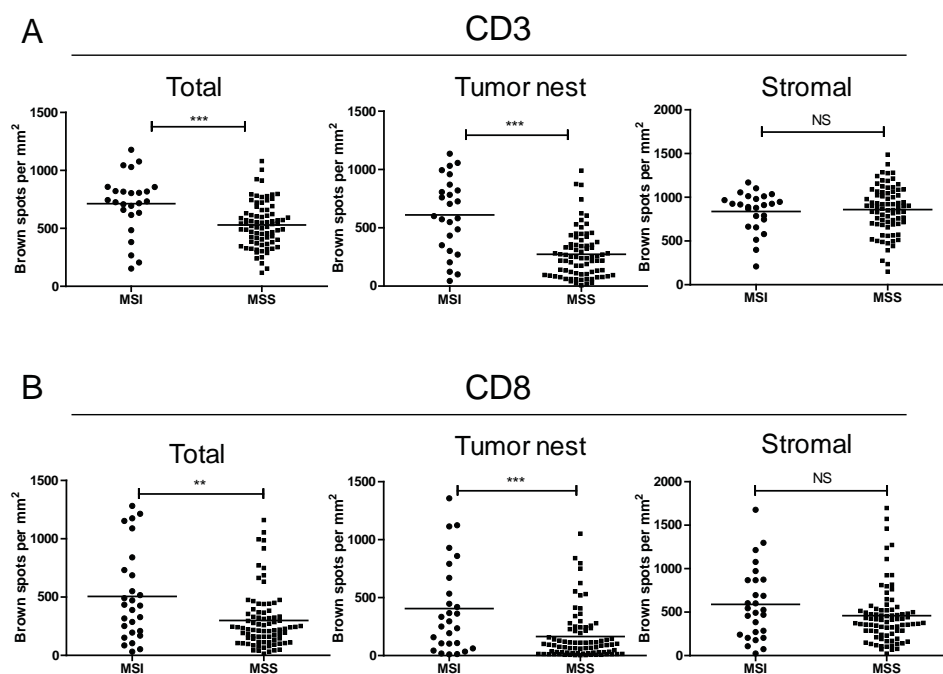 A
CD3
Total
Tumor nest
Stromal
Brown spots per mm²
1500
1000
500
0
***
MSI
MSS
Brown spots per mm²
1500
1000
500
0
***
MSI
MSS
Brown spots per mm²
2000
1500
1000
500
0
NS
MSI
MSS
B
CD8
Total
Tumor nest
Stromal
Brown spots per mm²
1500
1000
500
0
**
MSI
MSS
Brown spots per mm²
1500
1000
500
0
***
MSI
MSS
Brown spots per mm²
2000
1500
1000
500
0
NS
MSI
MSS